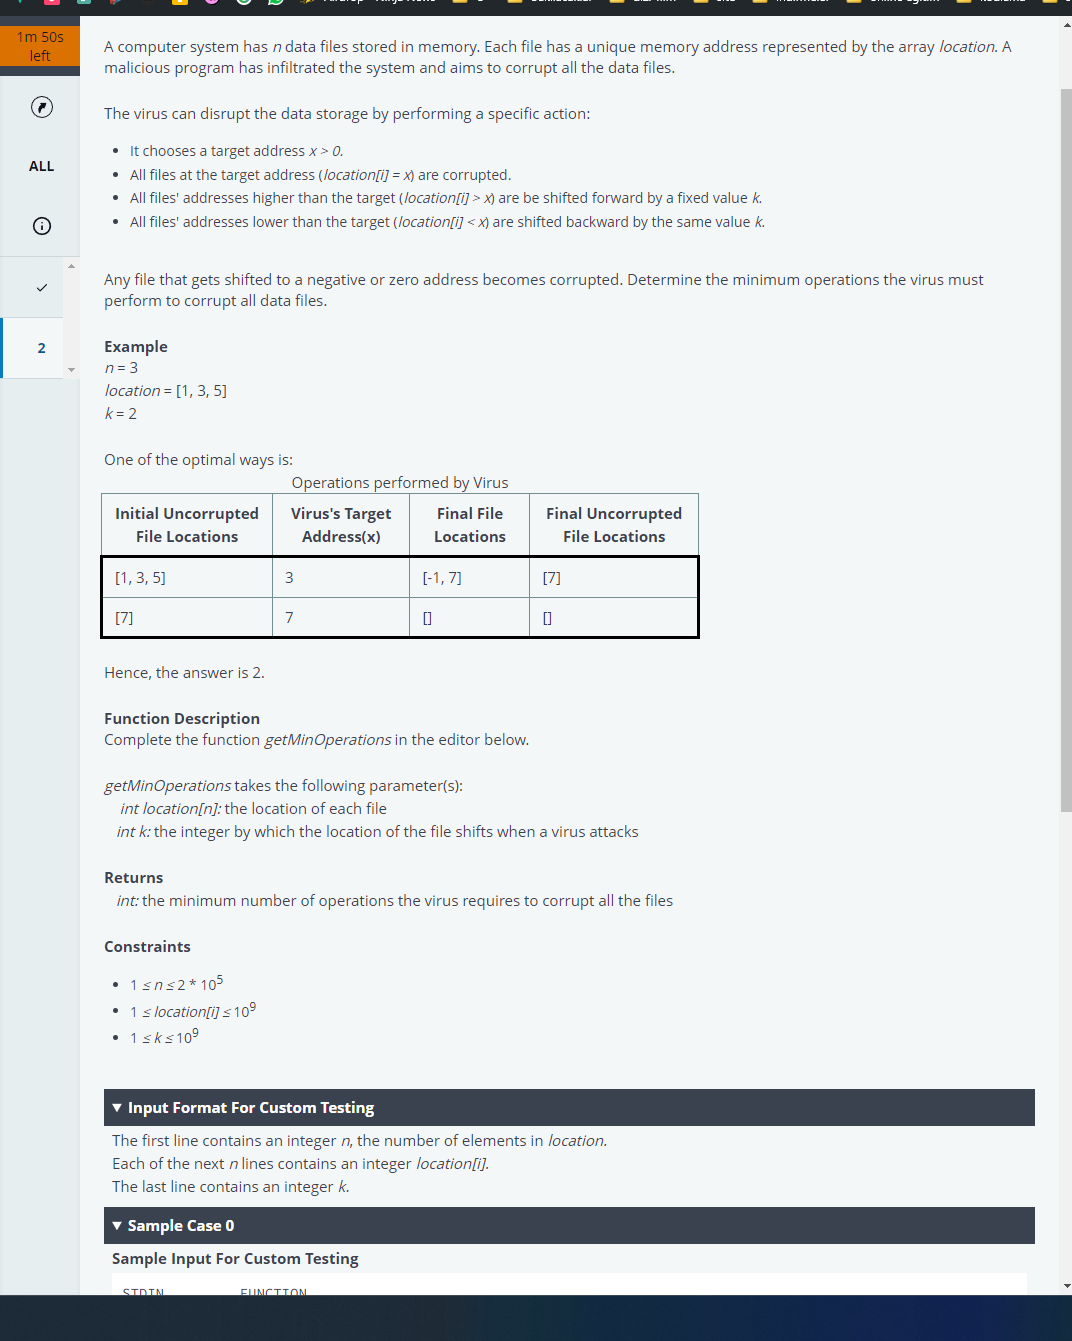 1m 50s
left
A computer system has n data files stored in memory. Each file has a unique memory address represented by the array location. A
malicious program has infiltrated the system and aims to corrupt all the data files.
The virus can disrupt the data storage by performing a specific action:
ALL
• It chooses a target address x > 0.
• All files at the target address (location[i] = x) are corrupted.
• All files' addresses higher than the target (location[i] > x) are be shifted forward by a fixed value k.
• All files' addresses lower than the target (location[i] < x) are shifted backward by the same value k.
Any file that gets shifted to a negative or zero address becomes corrupted. Determine the minimum operations the virus must
perform to corrupt all data files.
2
Example
n = 3
location = [1, 3, 5]
k = 2
One of the optimal ways is:
Operations performed by Virus
Initial Uncorrupted File Locations Virus's Target Address(x) Final File Locations Final Uncorrupted File Locations
[1, 3, 5] 3 [-1, 7] [7]
[7] 7 [] []
Hence, the answer is 2.
Function Description
Complete the function getMinOperations in the editor below.
getMinOperations takes the following parameter(s):
int location[n]: the location of each file
int k: the integer by which the location of the file shifts when a virus attacks
Returns
int: the minimum number of operations the virus requires to corrupt all the files
Constraints
• 1 ≤ n ≤ 2 * 10⁵
• 1 ≤ location[i] ≤ 10⁹
• 1 ≤ k ≤ 10⁹
▼ Input Format For Custom Testing
The first line contains an integer n, the number of elements in location.
Each of the next n lines contains an integer location[i].
The last line contains an integer k.
▼ Sample Case 0
Sample Input For Custom Testing
STDIN FUNCTION